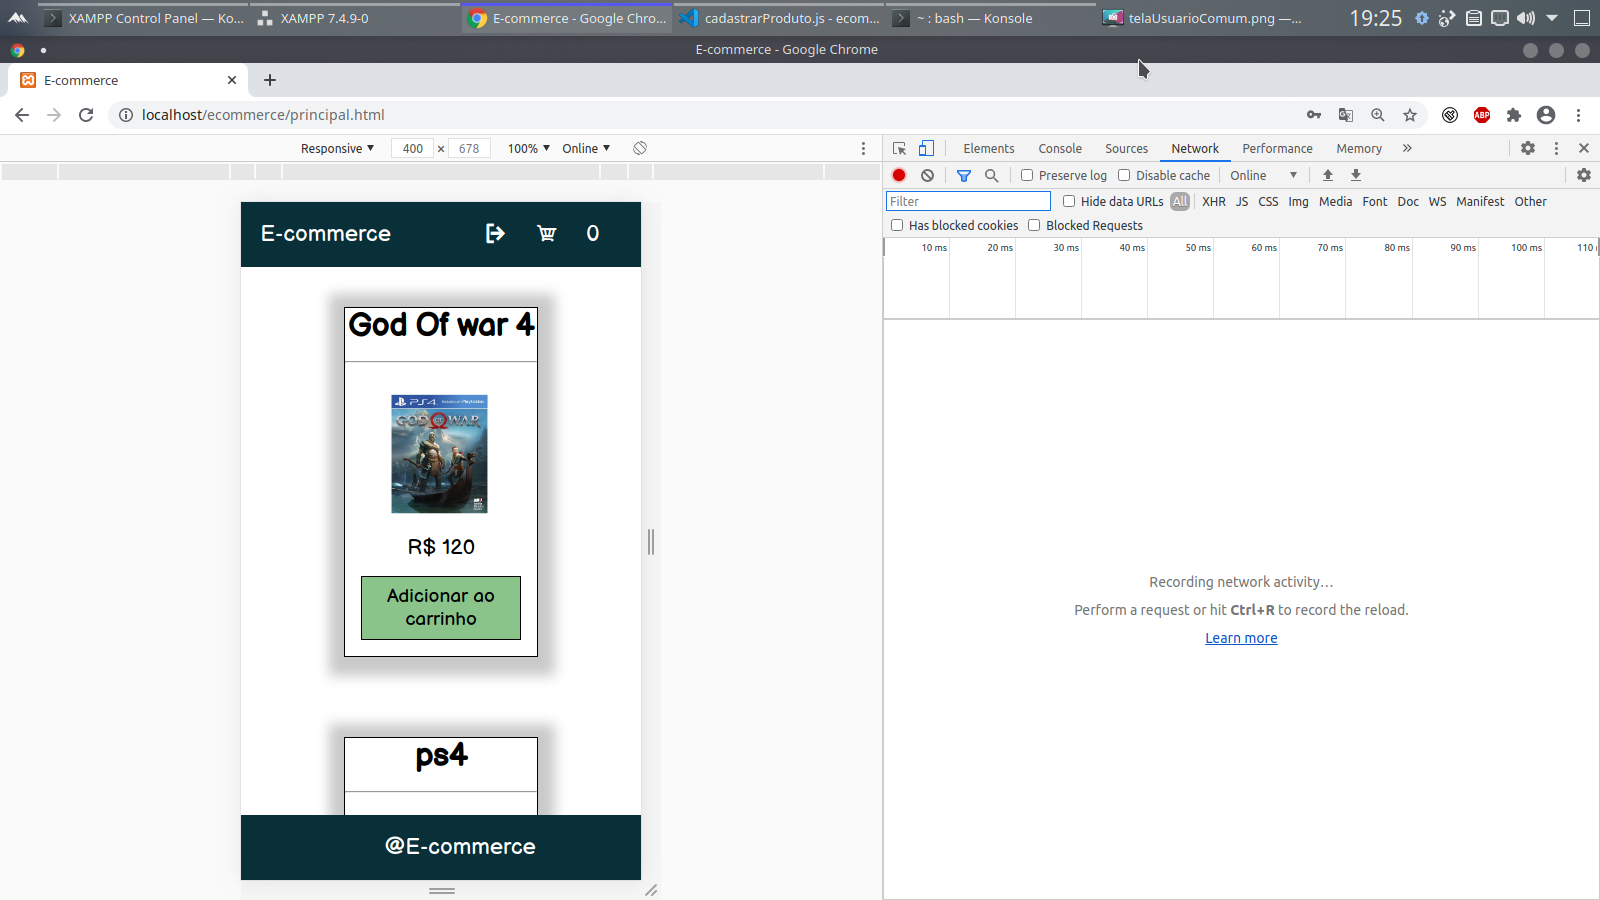 XAMPP Control Panel — Ko...
XAMPP 7.4.9-0
E-commerce - Google Chro...
cadastrarProduto.js - ecom...
~ : bash — Konsole
telaUsuarioComum.png —...
19:25
E-commerce - Google Chrome
E-commerce
localhost/ecommerce/principal.html
ABP
Responsive 400 × 678 100% Online
Elements Console Sources Network Performance Memory »
Preserve log Disable cache Online
Filter Hide data URLs All XHR JS CSS Img Media Font Doc WS Manifest Other
Has blocked cookies Blocked Requests
10 ms 20 ms 30 ms 40 ms 50 ms 60 ms 70 ms 80 ms 90 ms 100 ms 110
E-commerce 0
God Of war 4
PS4
GOD OF WAR
R$ 120
Adicionar ao
carrinho
ps4
@E-commerce
Recording network activity…
Perform a request or hit Ctrl+R to record the reload.
Learn more